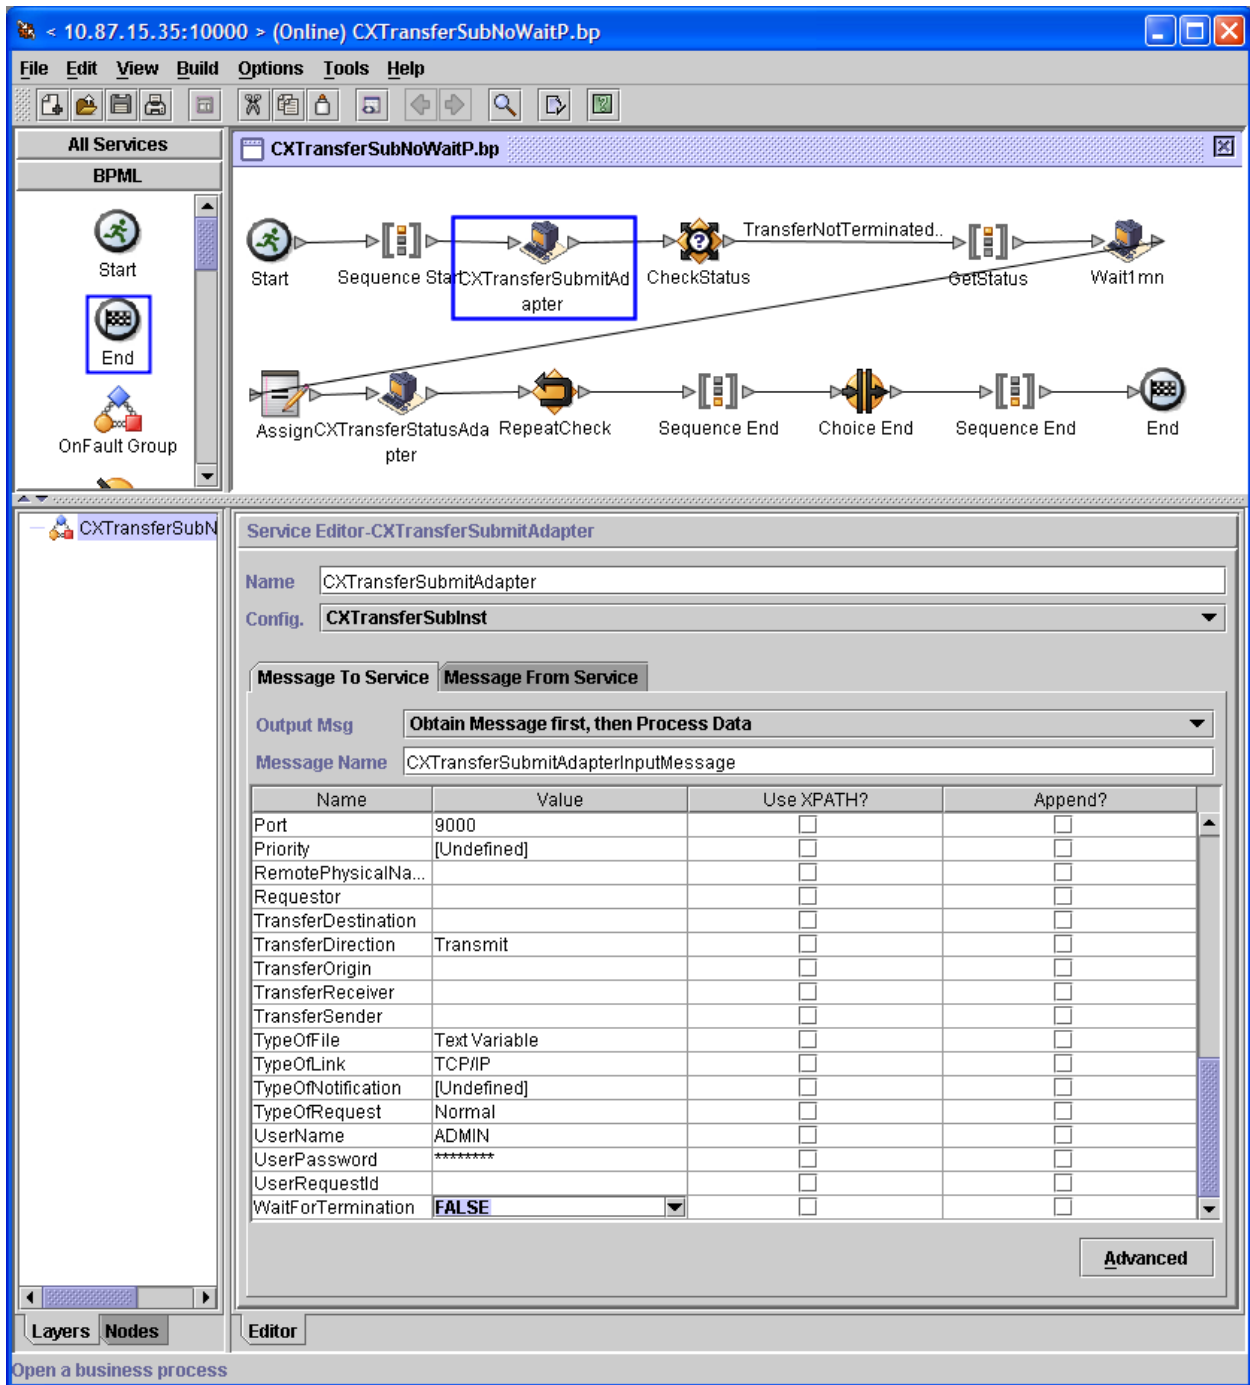 < 10.87.15.35:10000 > (Online) CXTransferSubNoWaitP.bp
File Edit View Build Options Tools Help
All Services
BPML
Start
End
OnFault Group
CXTransferSubNoWaitP.bp
TransferNotTerminated..
Start
Sequence Start
CXTransferSubmitAd
apter
CheckStatus
GetStatus
Wait1mn
Assign
CXTransferStatusAda
pter
RepeatCheck
Sequence End
Choice End
Sequence End
End
CXTransferSubN
Service Editor-CXTransferSubmitAdapter
Name CXTransferSubmitAdapter
Config. CXTransferSubInst
Message To Service Message From Service
Output Msg Obtain Message first, then Process Data
Message Name CXTransferSubmitAdapterInputMessage
Name Value Use XPATH? Append?
Port 9000
Priority [Undefined]
RemotePhysicalNa...
Requestor
TransferDestination
TransferDirection Transmit
TransferOrigin
TransferReceiver
TransferSender
TypeOfFile Text Variable
TypeOfLink TCP/IP
TypeOfNotification [Undefined]
TypeOfRequest Normal
UserName ADMIN
UserPassword ********
UserRequestId
WaitForTermination FALSE
Advanced
Layers Nodes
Editor
Open a business process